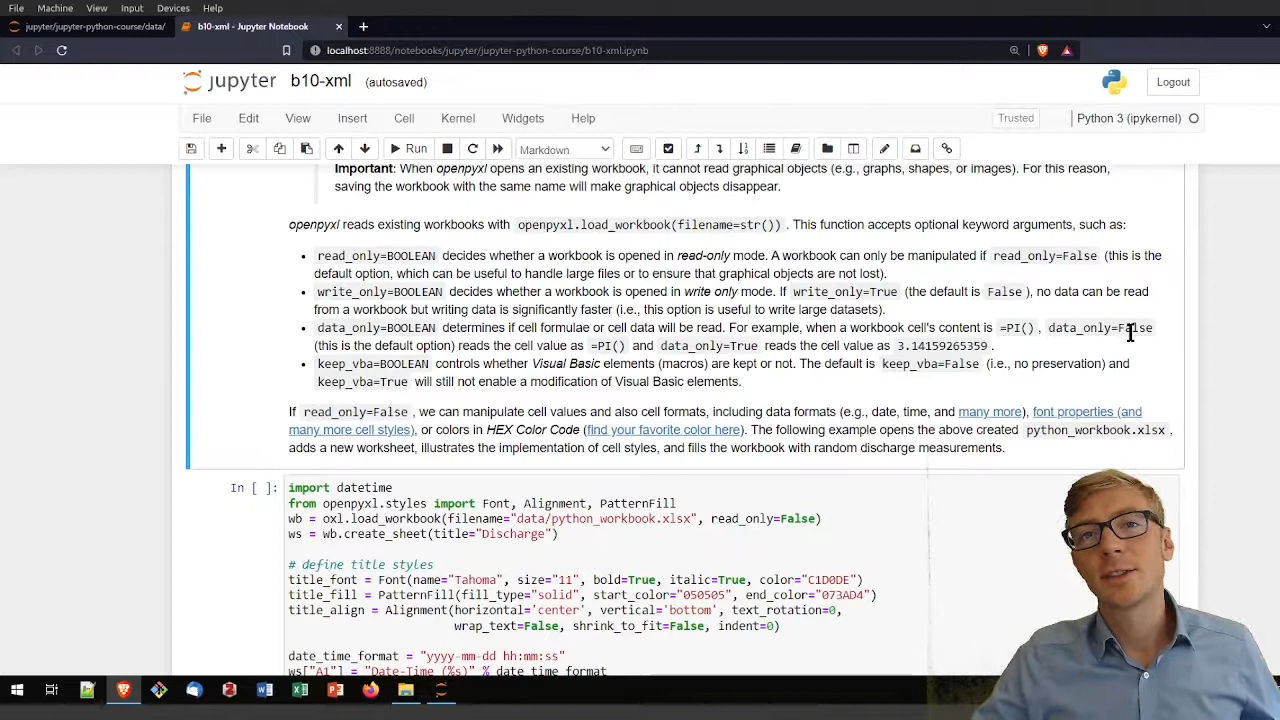 File Machine View Input Devices Help
jupyter/jupyter-python-course/data/ b10-xml - Jupyter Notebook
localhost:8888/notebooks/jupyter/jupyter-python-course/b10-xml.ipynb
jupyter b10-xml (autosaved) Logout
File Edit View Insert Cell Kernel Widgets Help Trusted Python 3 (ipykernel)
Run Markdown
Important: When openpyxl opens an existing workbook, it cannot read graphical objects (e.g., graphs, shapes, or images). For this reason,
saving the workbook with the same name will make graphical objects disappear.
openpyxl reads existing workbooks with openpyxl.load_workbook(filename=str()). This function accepts optional keyword arguments, such as:
• read_only=BOOLEAN decides whether a workbook is opened in read-only mode. A workbook can only be manipulated if read_only=False (this is the
default option, which can be useful to handle large files or to ensure that graphical objects are not lost).
• write_only=BOOLEAN decides whether a workbook is opened in write only mode. If write_only=True (the default is False), no data can be read
from a workbook but writing data is significantly faster (i.e., this option is useful to write large datasets).
• data_only=BOOLEAN determines if cell formulae or cell data will be read. For example, when a workbook cell's content is =PI(), data_only=False
(this is the default option) reads the cell value as =PI() and data_only=True reads the cell value as 3.14159265359.
• keep_vba=BOOLEAN controls whether Visual Basic elements (macros) are kept or not. The default is keep_vba=False (i.e., no preservation) and
keep_vba=True will still not enable a modification of Visual Basic elements.
If read_only=False, we can manipulate cell values and also cell formats, including data formats (e.g., date, time, and many more), font properties (and
many more cell styles), or colors in HEX Color Code (find your favorite color here). The following example opens the above created python_workbook.xlsx,
adds a new worksheet, illustrates the implementation of cell styles, and fills the workbook with random discharge measurements.
In [ ]: import datetime
from openpyxl.styles import Font, Alignment, PatternFill
wb = oxl.load_workbook(filename="data/python_workbook.xlsx", read_only=False)
ws = wb.create_sheet(title="Discharge")
# define title styles
title_font = Font(name="Tahoma", size="11", bold=True, italic=True, color="C1D0DE")
title_fill = PatternFill(fill_type="solid", start_color="050505", end_color="073AD4")
title_align = Alignment(horizontal='center', vertical='bottom', text_rotation=0,
wrap_text=False, shrink_to_fit=False, indent=0)
date_time_format = "yyyy-mm-dd hh:mm:ss"
ws["A1"] = "Date-Time (%s)" % date_time_format